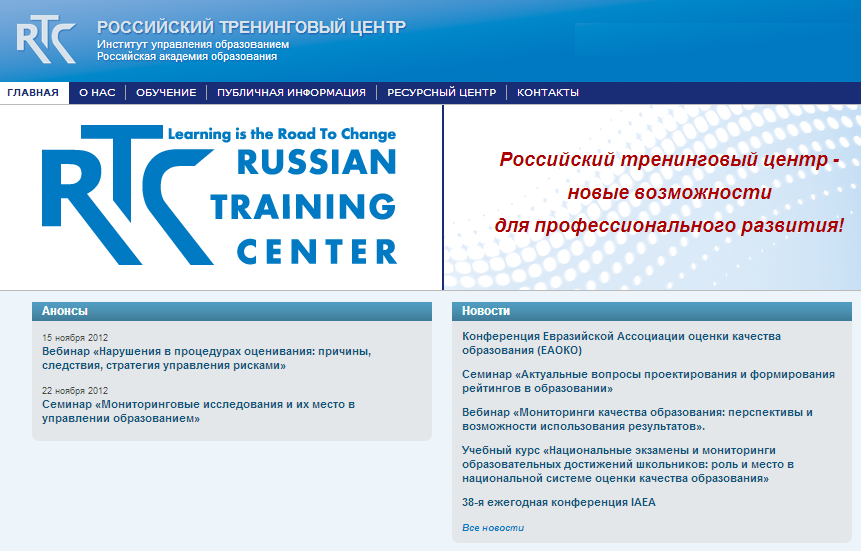 RTC
РОССИЙСКИЙ ТРЕНИНГОВЫЙ ЦЕНТР
Институт управления образованием
Российская академия образования
ГЛАВНАЯ
О НАС
ОБУЧЕНИЕ
ПУБЛИЧНАЯ ИНФОРМАЦИЯ
РЕСУРСНЫЙ ЦЕНТР
КОНТАКТЫ
RTC
Learning is the Road To Change
RUSSIAN
TRAINING
CENTER
Российский тренинговый центр -
новые возможности
для профессионального развития!
Анонсы
15 ноября 2012
Вебинар «Нарушения в процедурах оценивания: причины,
следствия, стратегия управления рисками»
22 ноября 2012
Семинар «Мониторинговые исследования и их место в
управлении образованием»
Новости
Конференция Евразийской Ассоциации оценки качества
образования (ЕАОКО)
Семинар «Актуальные вопросы проектирования и формирования
рейтингов в образовании»
Вебинар «Мониторинги качества образования: перспективы и
возможности использования результатов».
Учебный курс «Национальные экзамены и мониторинги
образовательных достижений школьников: роль и место в
национальной системе оценки качества образования»
38-я ежегодная конференция IAEA
Все новости